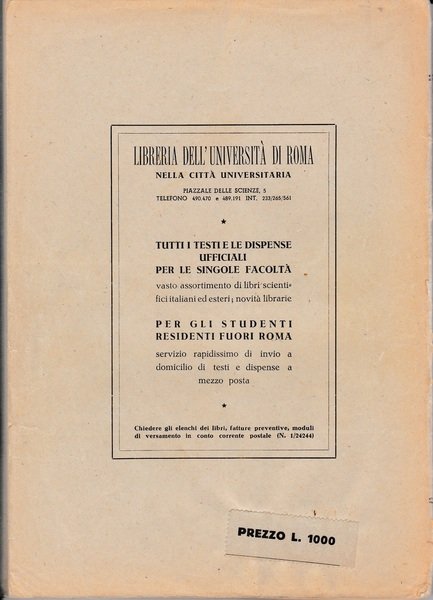 LIBRERIA DELL'UNIVERSITÀ DI ROMA
NELLA CITTÀ UNIVERSITARIA
PIAZZALE DELLE SCIENZE, 5
TELEFONO 490.470 e 489.191 INT. 233/265/561
★
TUTTI I TESTI E LE DISPENSE
UFFICIALI
PER LE SINGOLE FACOLTÀ
vasto assortimento di libri scienti-
fici italiani ed esteri; novità librarie
PER GLI STUDENTI
RESIDENTI FUORI ROMA
servizio rapidissimo di invio a
domicilio di testi e dispense a
mezzo posta
★
Chiedere gli elenchi dei libri, fatture preventive, moduli
di versamento in conto corrente postale (N. 1/24244)
PREZZO L. 1000